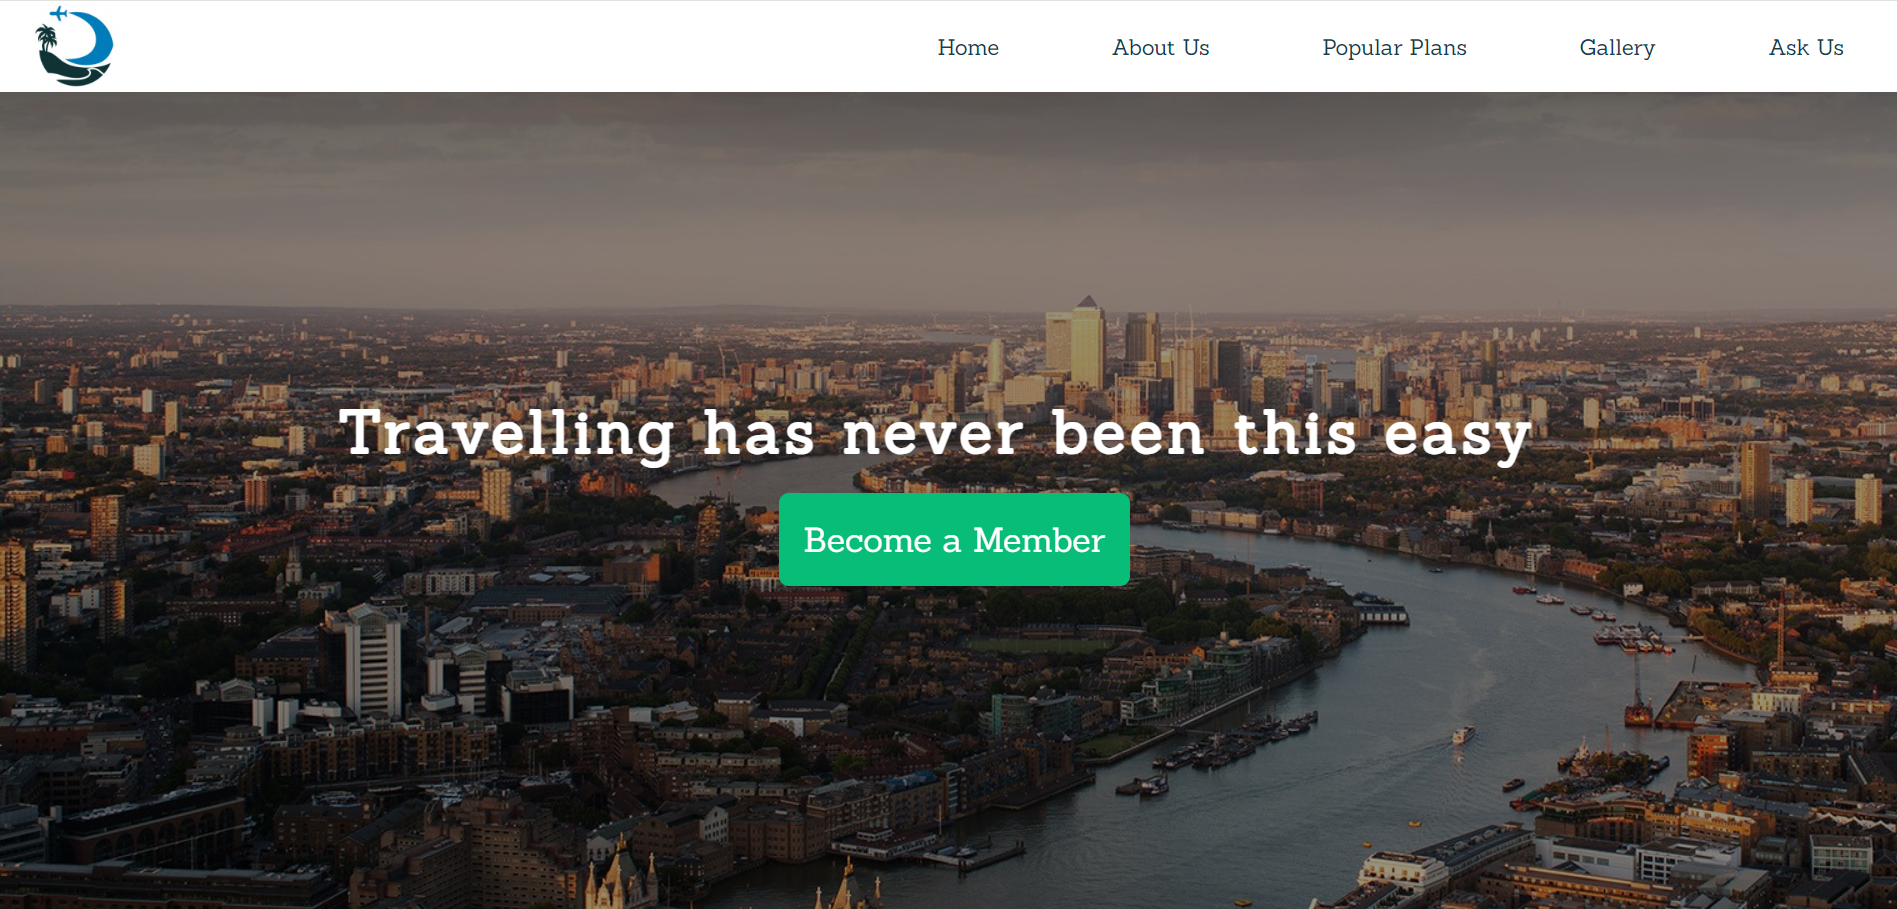 Home About Us Popular Plans Gallery Ask Us
Travelling has never been this easy
Become a Member